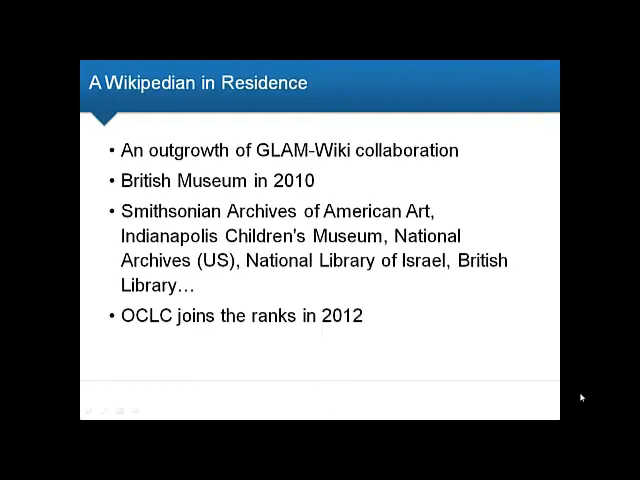 A Wikipedian in Residence
• An outgrowth of GLAM-Wiki collaboration
• British Museum in 2010
• Smithsonian Archives of American Art,
Indianapolis Children's Museum, National
Archives (US), National Library of Israel, British
Library…
• OCLC joins the ranks in 2012